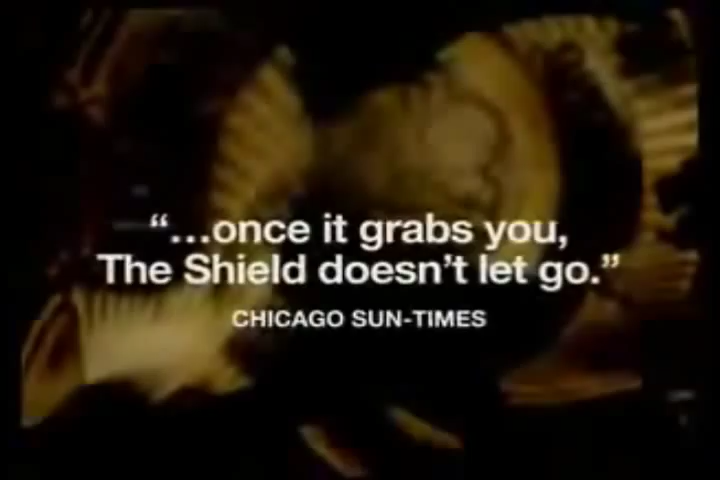 “...once it grabs you,
The Shield doesn’t let go.”
CHICAGO SUN-TIMES